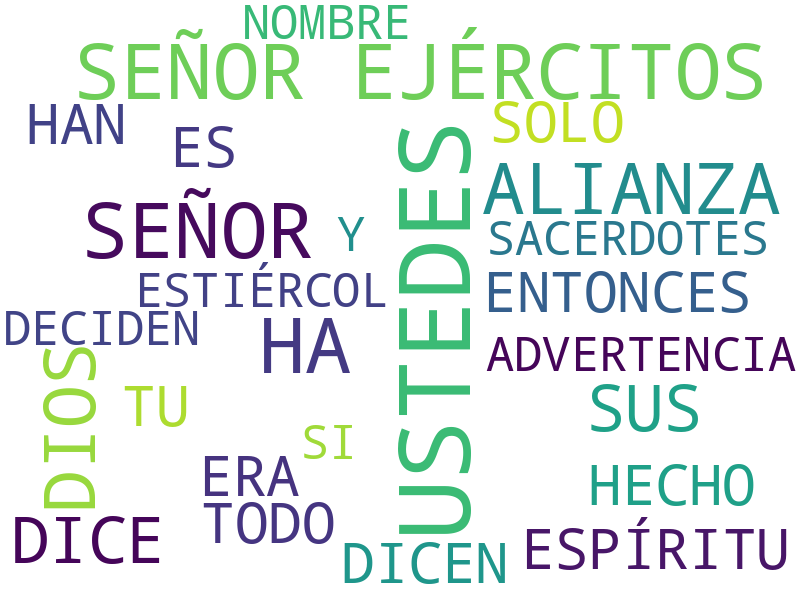 NOMBRE
SEÑOR EJÉRCITOS
HAN
SOLO
ES
USTEDES
ALIANZA
SEÑOR
Y
SACERDOTES
ESTIÉRCOL
ENTONCES
DECIDEN
HA
ADVERTENCIA
DIOS
TU
SUS
SI
ERA
HECHO
TODO
DICE
DICEN
ESPÍRITU